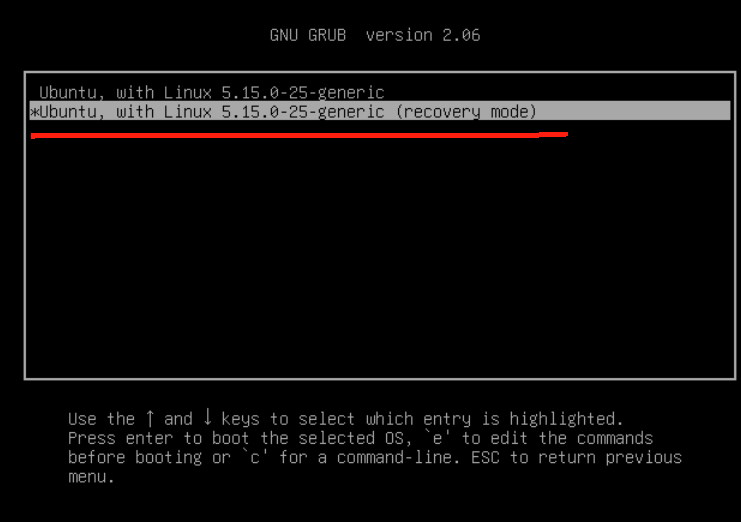 GNU GRUB  version 2.06
Ubuntu, with Linux 5.15.0-25-generic
*Ubuntu, with Linux 5.15.0-25-generic (recovery mode)
Use the ↑ and ↓ keys to select which entry is highlighted.
Press enter to boot the selected OS, `e' to edit the commands
before booting or `c' for a command-line. ESC to return previous
menu.